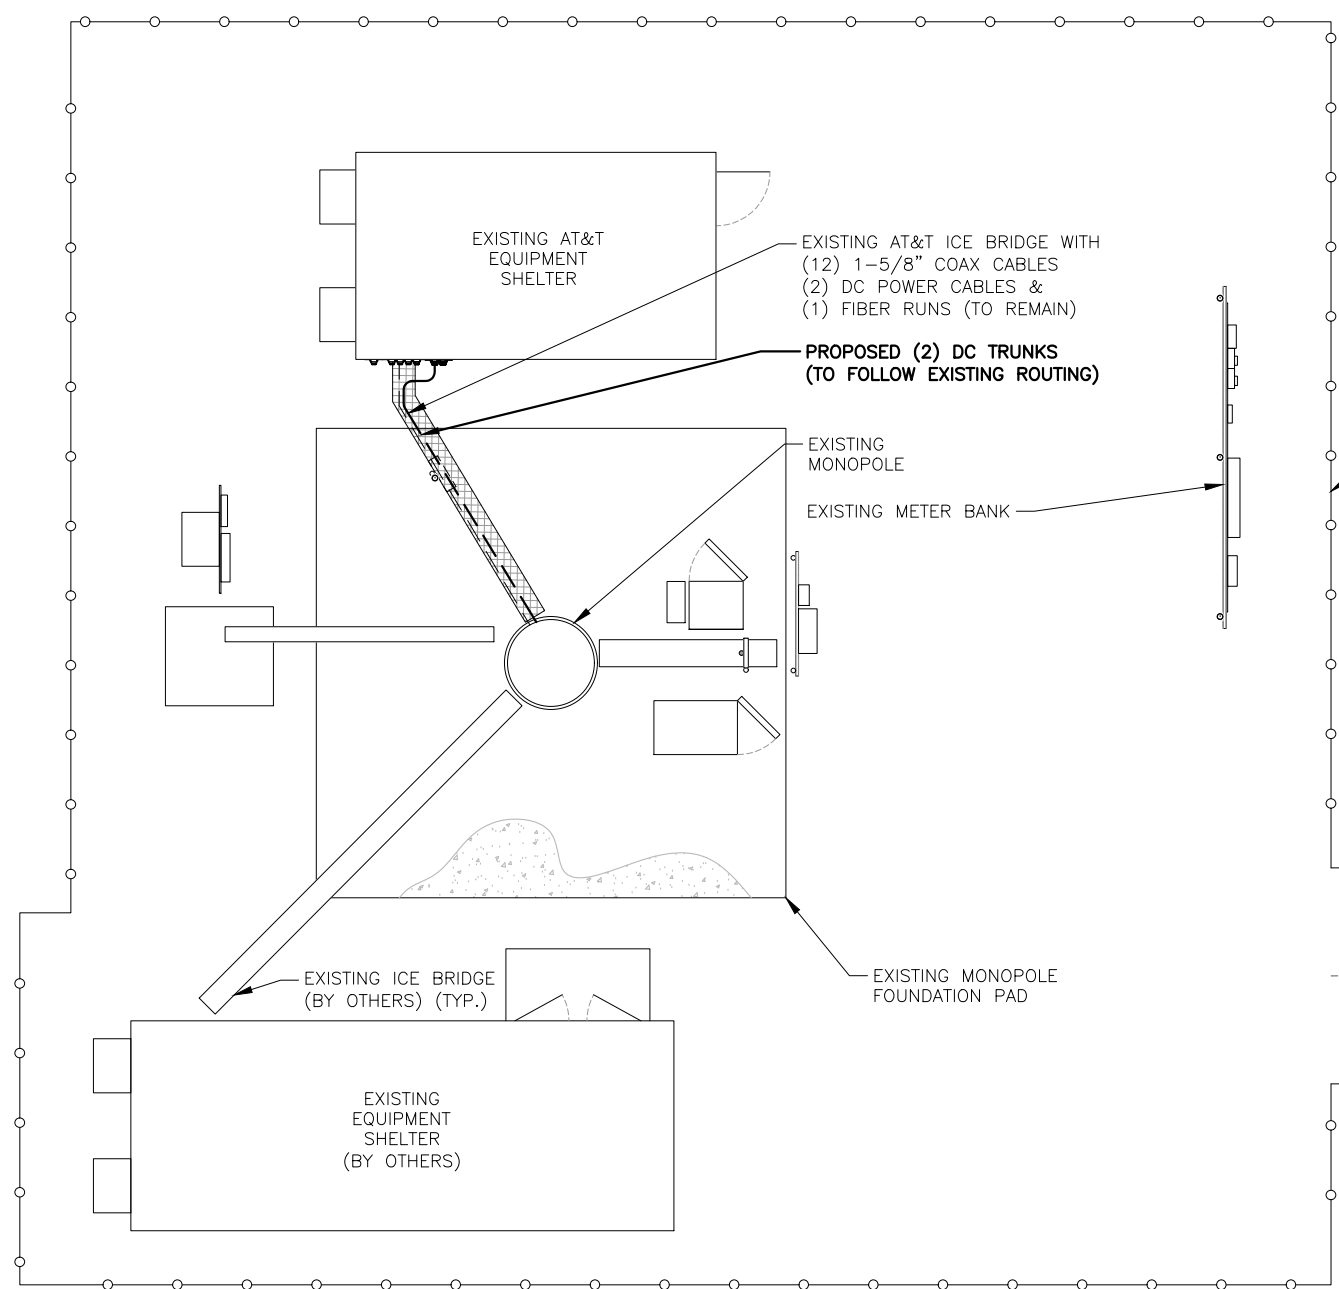 EXISTING AT&T
EQUIPMENT
SHELTER
EXISTING AT&T ICE BRIDGE WITH
(12) 1-5/8" COAX CABLES
(2) DC POWER CABLES &
(1) FIBER RUNS (TO REMAIN)
PROPOSED (2) DC TRUNKS
(TO FOLLOW EXISTING ROUTING)
EXISTING
MONOPOLE
EXISTING METER BANK
EXISTING ICE BRIDGE
(BY OTHERS) (TYP.)
EXISTING MONOPOLE
FOUNDATION PAD
EXISTING
EQUIPMENT
SHELTER
(BY OTHERS)